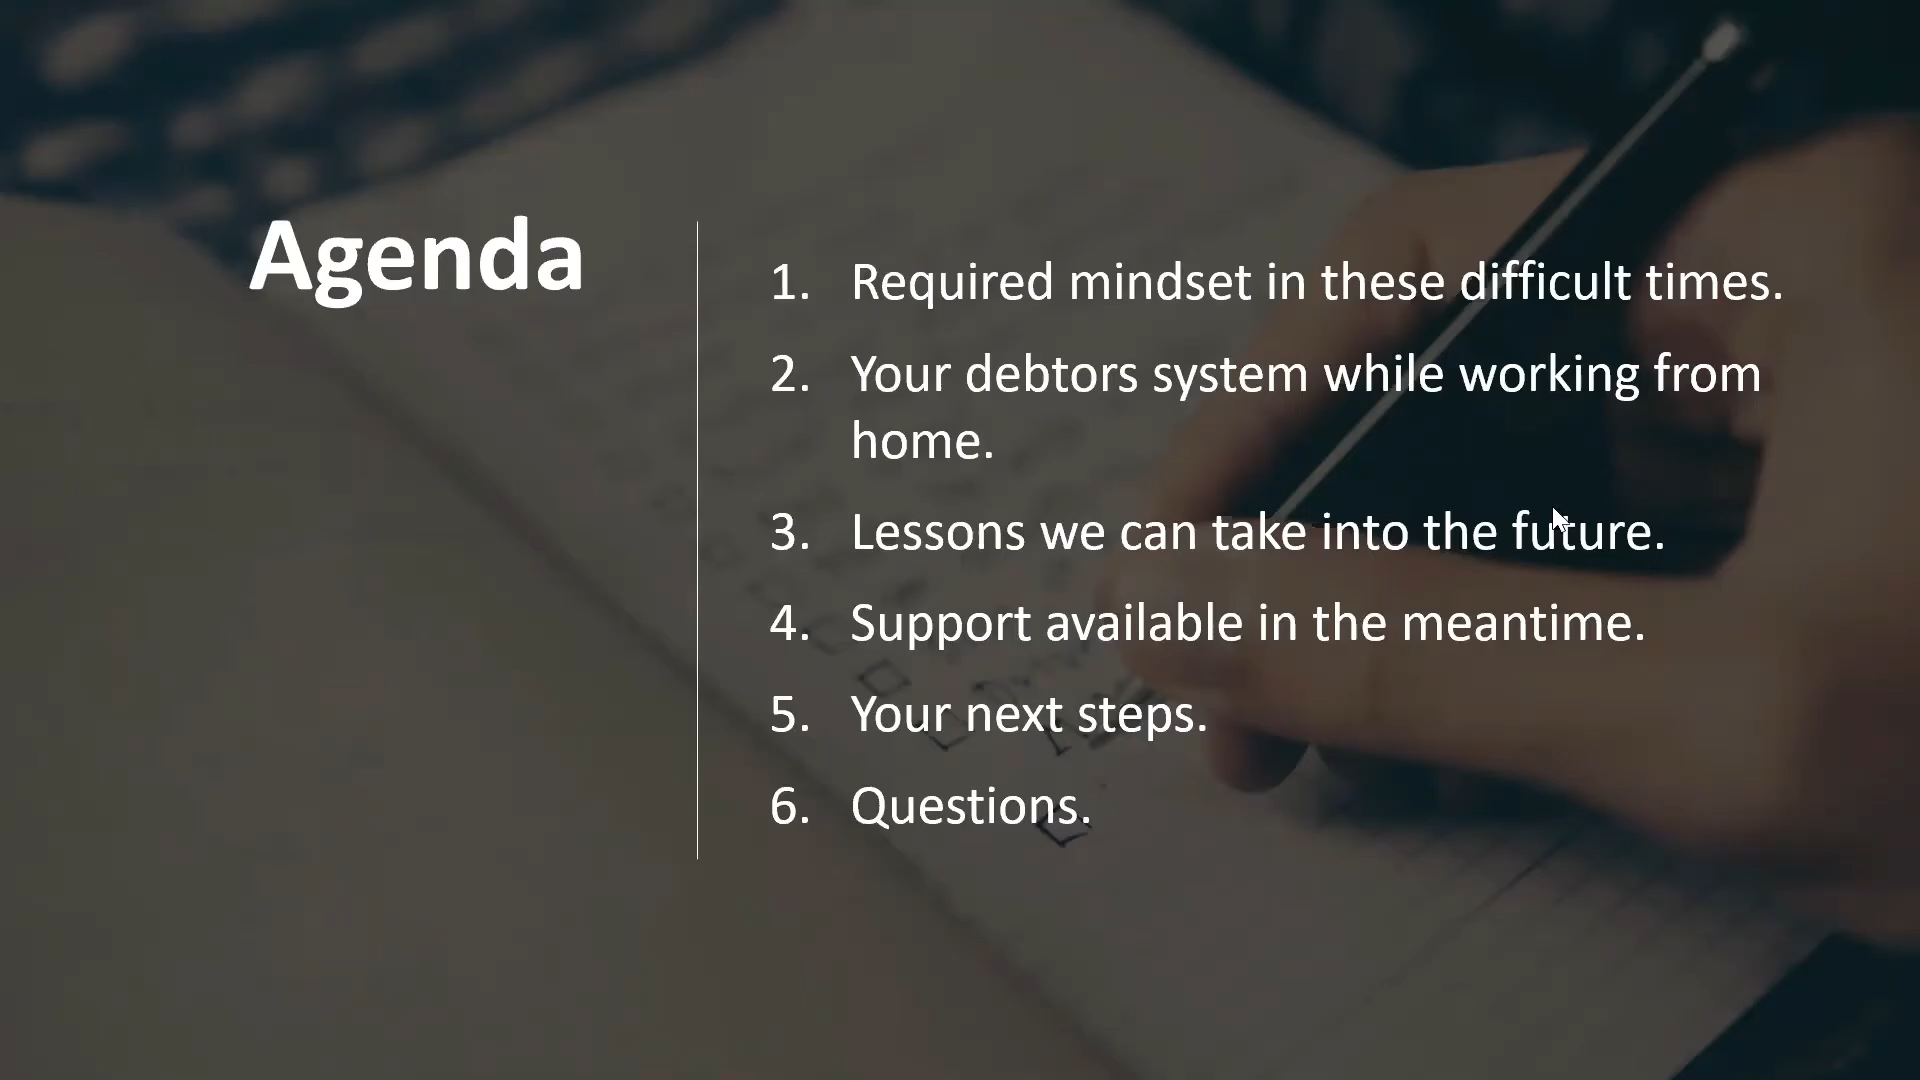 Agenda
1. Required mindset in these difficult times.
2. Your debtors system while working from
home.
3. Lessons we can take into the future.
4. Support available in the meantime.
5. Your next steps.
6. Questions.